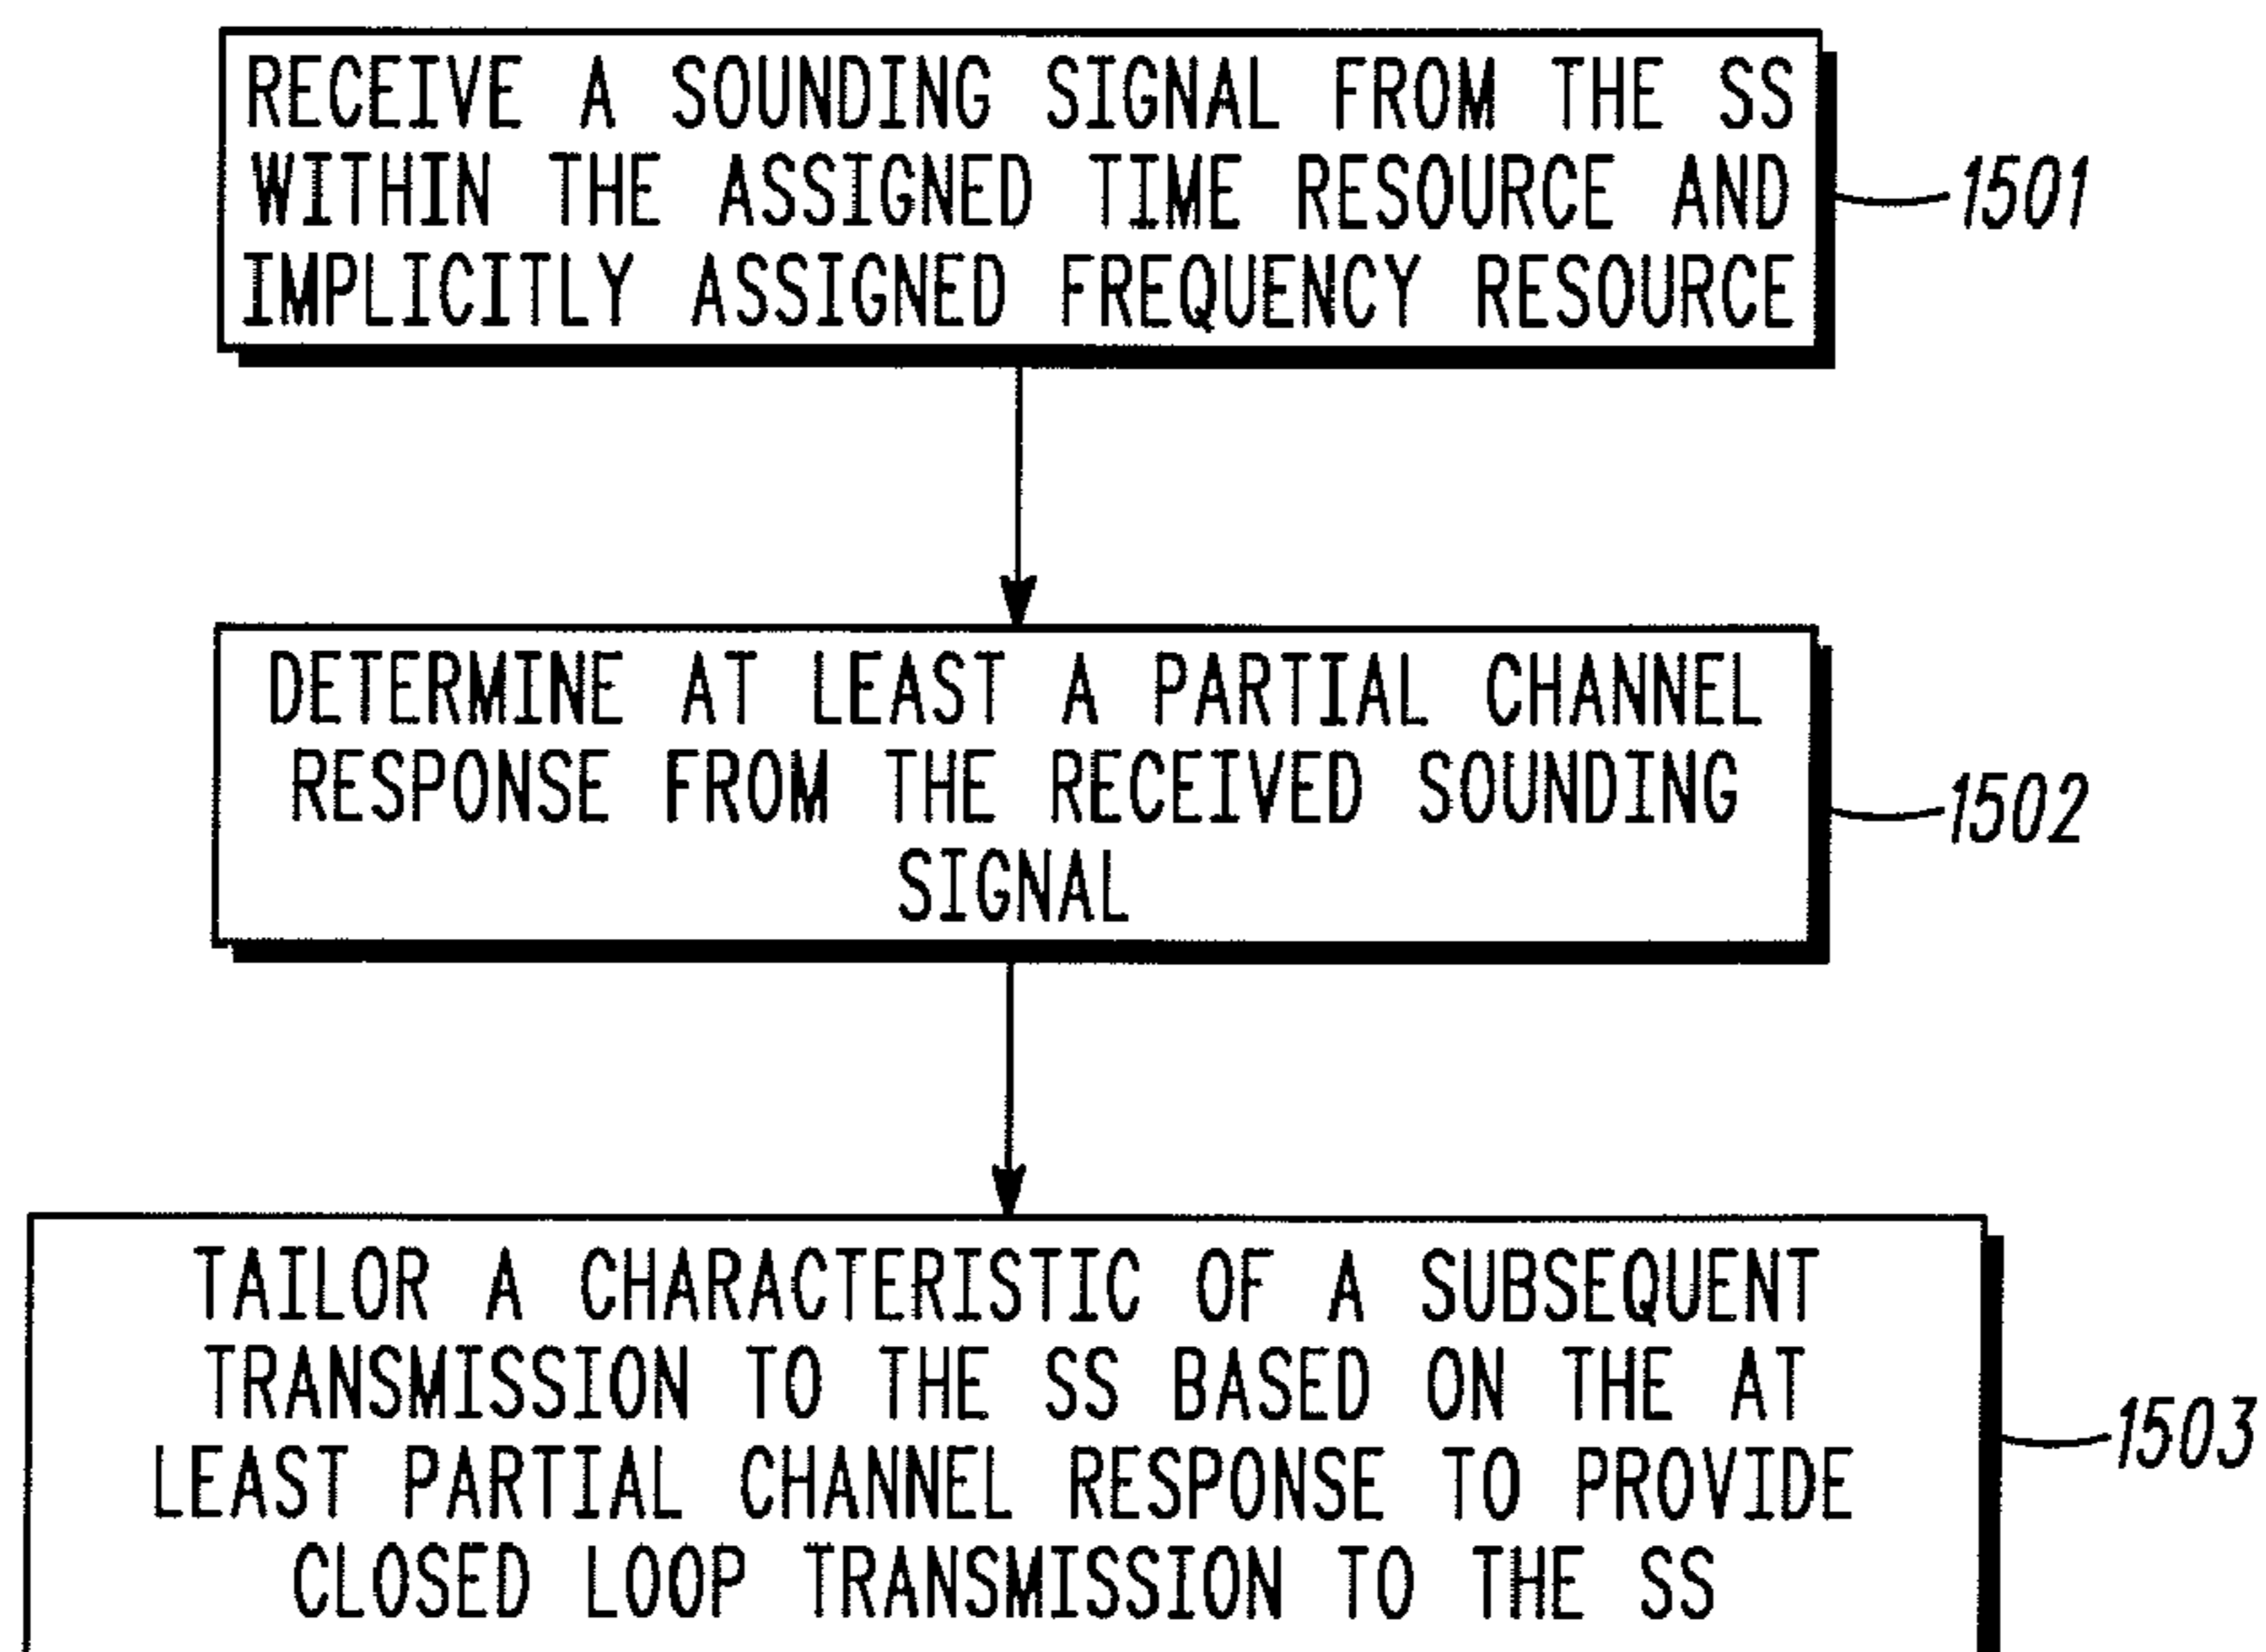 RECEIVE A SOUNDING SIGNAL FROM THE SS
WITHIN THE ASSIGNED TIME RESOURCE AND
IMPLICITLY ASSIGNED FREQUENCY RESOURCE
1501
DETERMINE AT LEAST A PARTIAL CHANNEL
RESPONSE FROM THE RECEIVED SOUNDING
SIGNAL
1502
TAILOR A CHARACTERISTIC OF A SUBSEQUENT
TRANSMISSION TO THE SS BASED ON THE AT
LEAST PARTIAL CHANNEL RESPONSE TO PROVIDE
CLOSED LOOP TRANSMISSION TO THE SS
1503